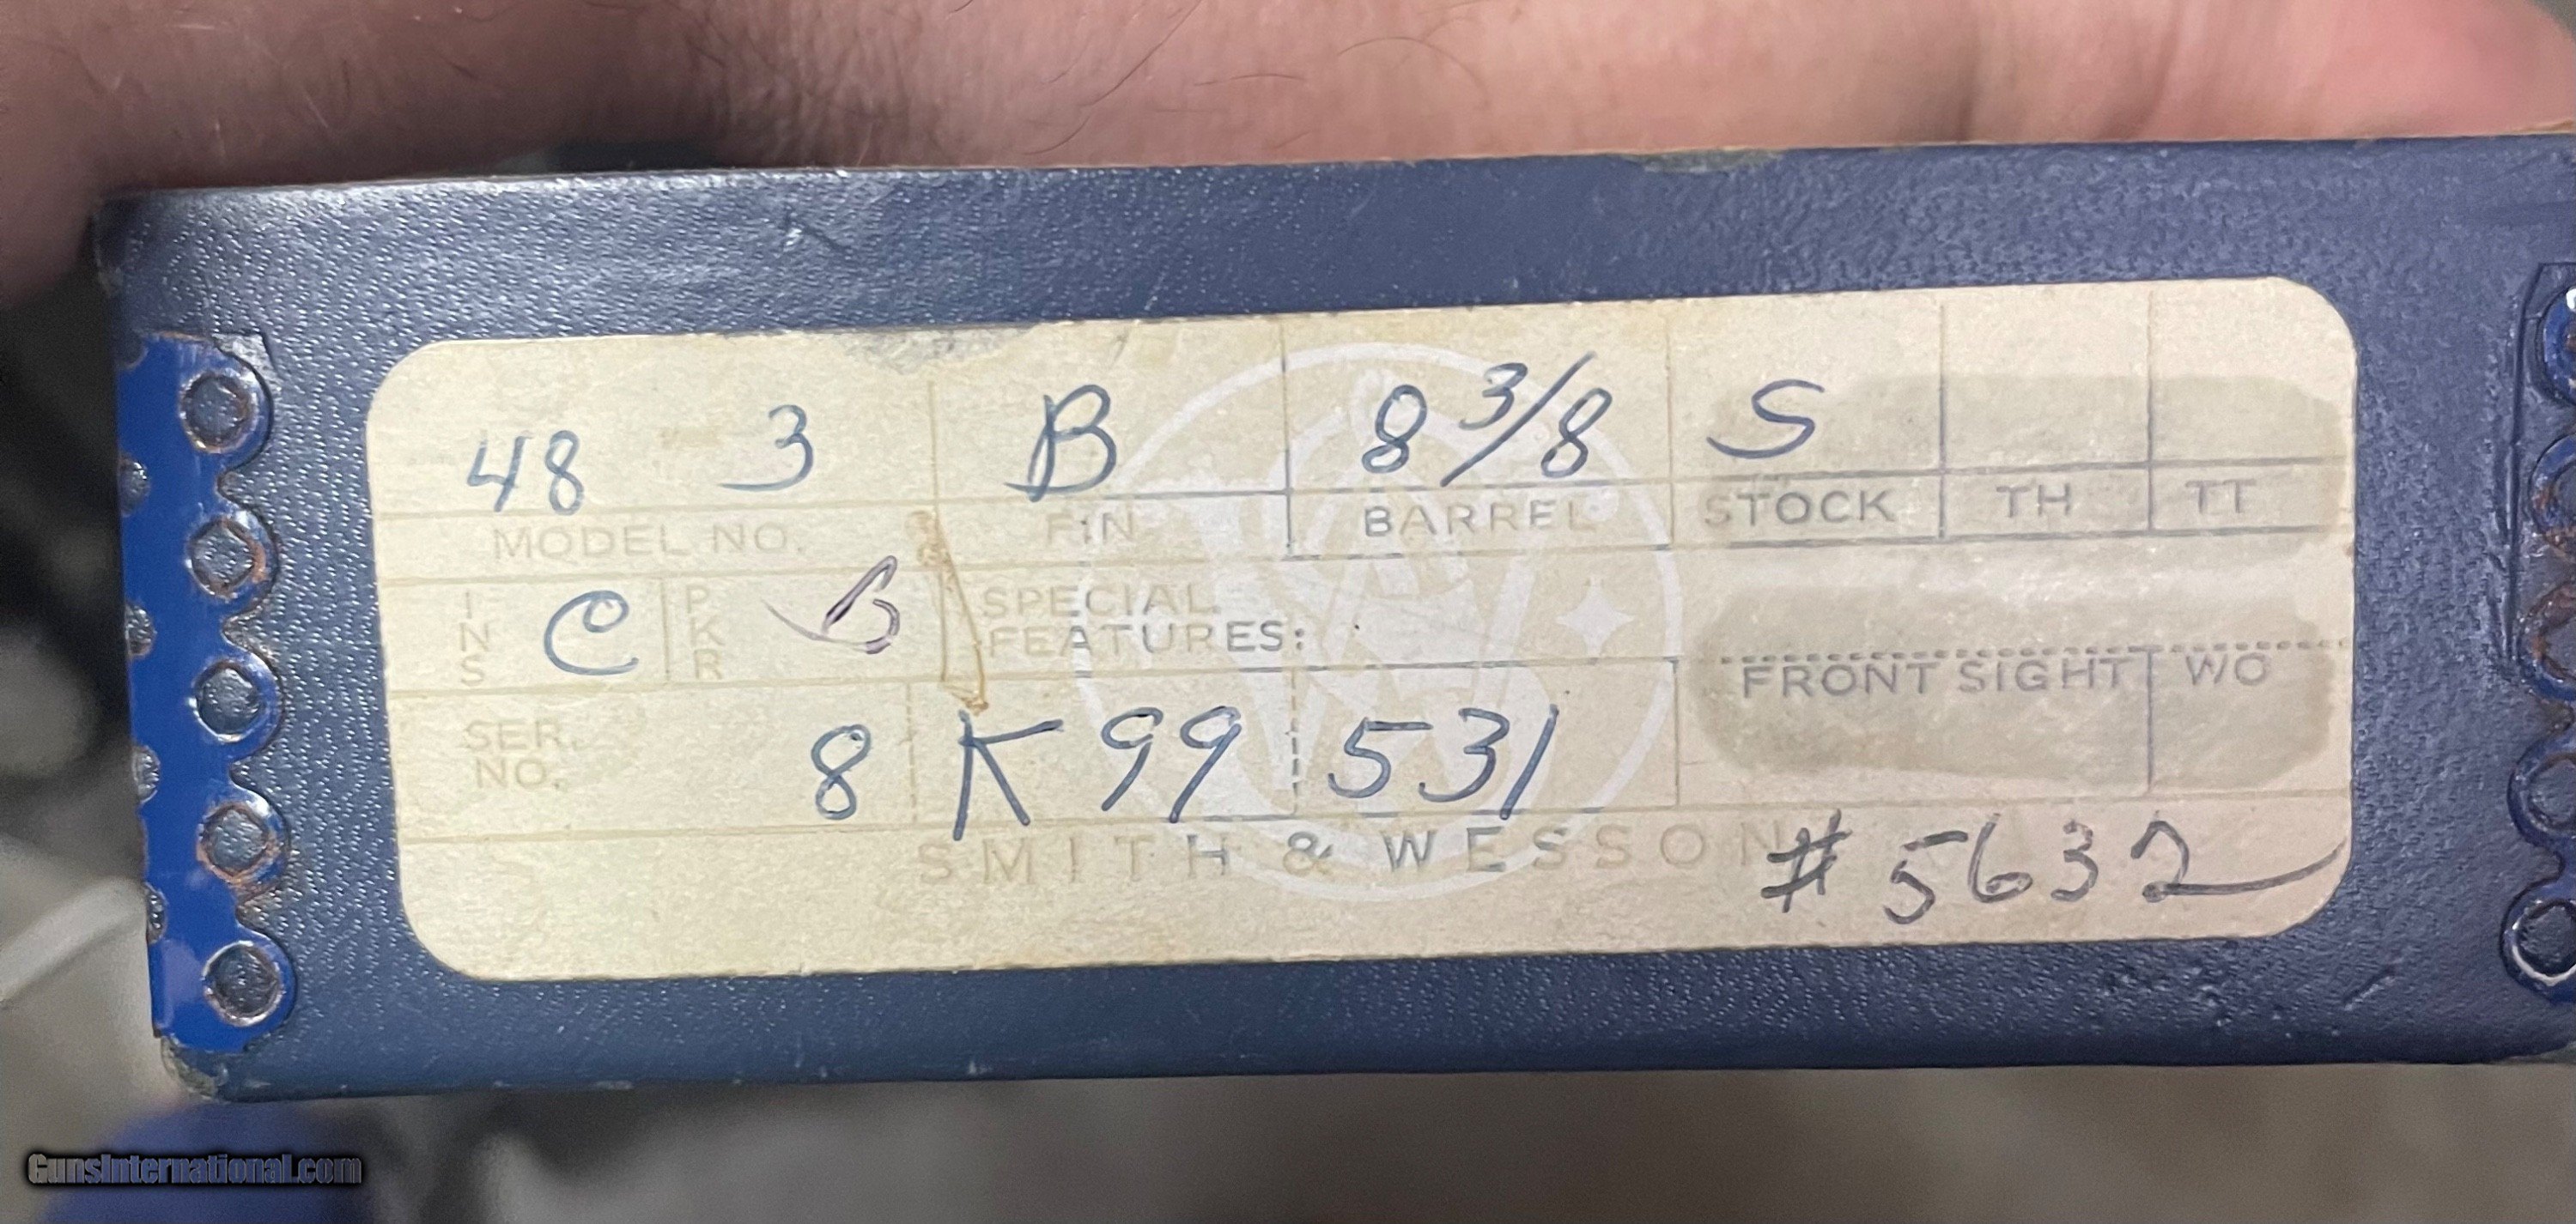 48 - 3 B 8 3/8 S
MODEL NO. FIN BARREL STOCK TH TT
INS C PKR B SPECIAL
FEATURES:
FRONT SIGHT WO
SER. NO. 8 K 99 531
SMITH & WESSON
# 5632
GunsInternational.com